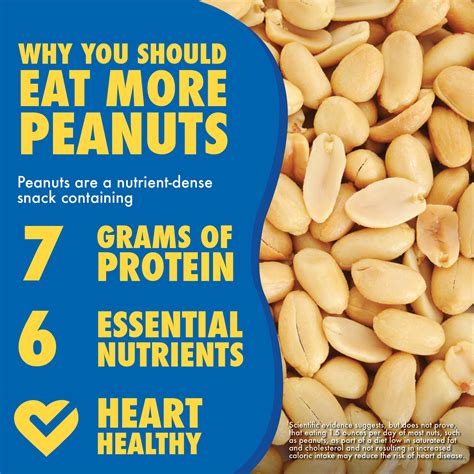 WHY YOU SHOULD
EAT MORE
PEANUTS
Peanuts are a nutrient-dense
snack containing
7 GRAMS OF
PROTEIN
6 ESSENTIAL
NUTRIENTS
HEART
HEALTHY
Scientific evidence suggests, but does not prove,
that eating 1.5 ounces per day of most nuts, such
as peanuts, as part of a diet low in saturated fat
and cholesterol and not resulting in increased
caloric intake may reduce the risk of heart disease.